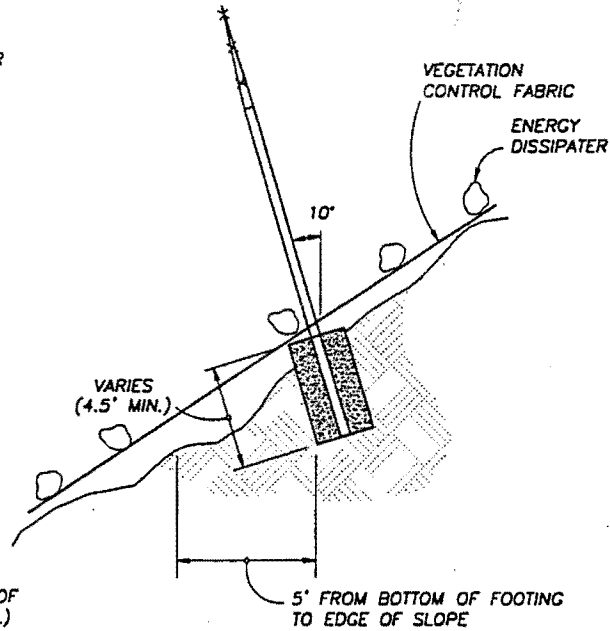 R
VEGETATION
CONTROL FABRIC
ENERGY
DISSIPATER
10°
VARIES
(4.5' MIN.)
OF
.)
5' FROM BOTTOM OF FOOTING
TO EDGE OF SLOPE